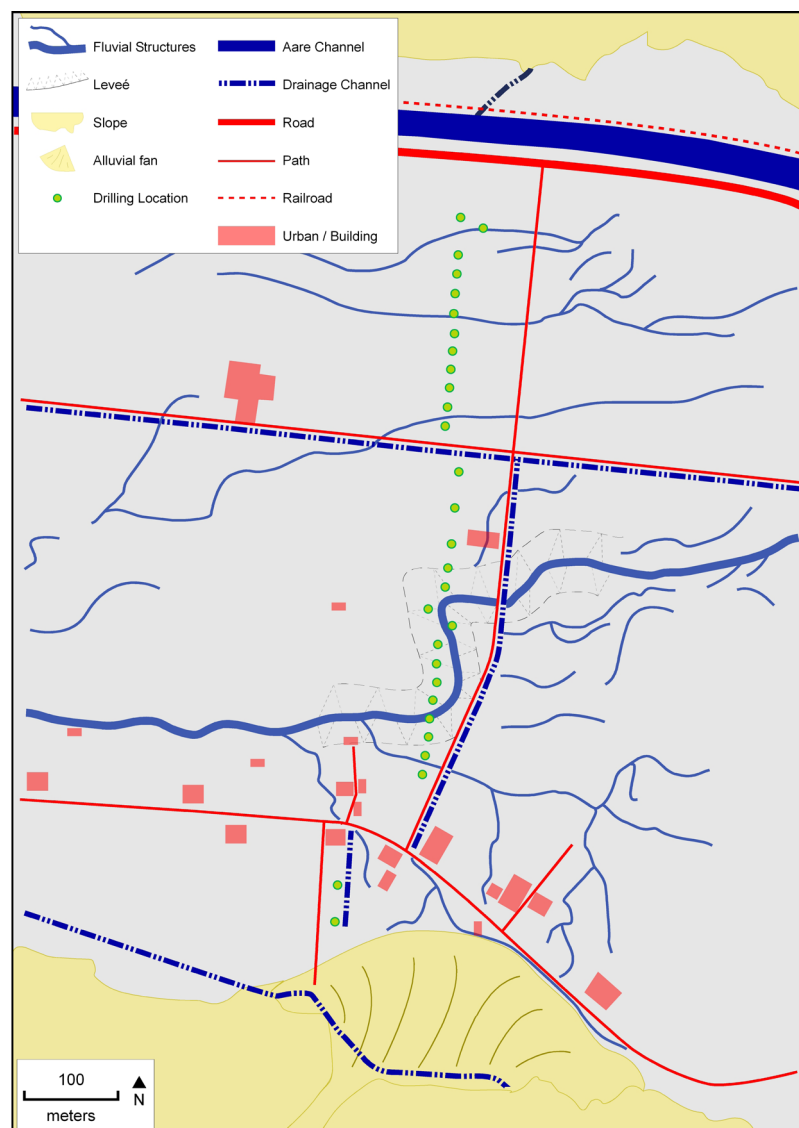 Fluvial Structures
Leveé
Slope
Alluvial fan
Drilling Location
Aare Channel
Drainage Channel
Road
Path
Railroad
Urban / Building
100
meters
N